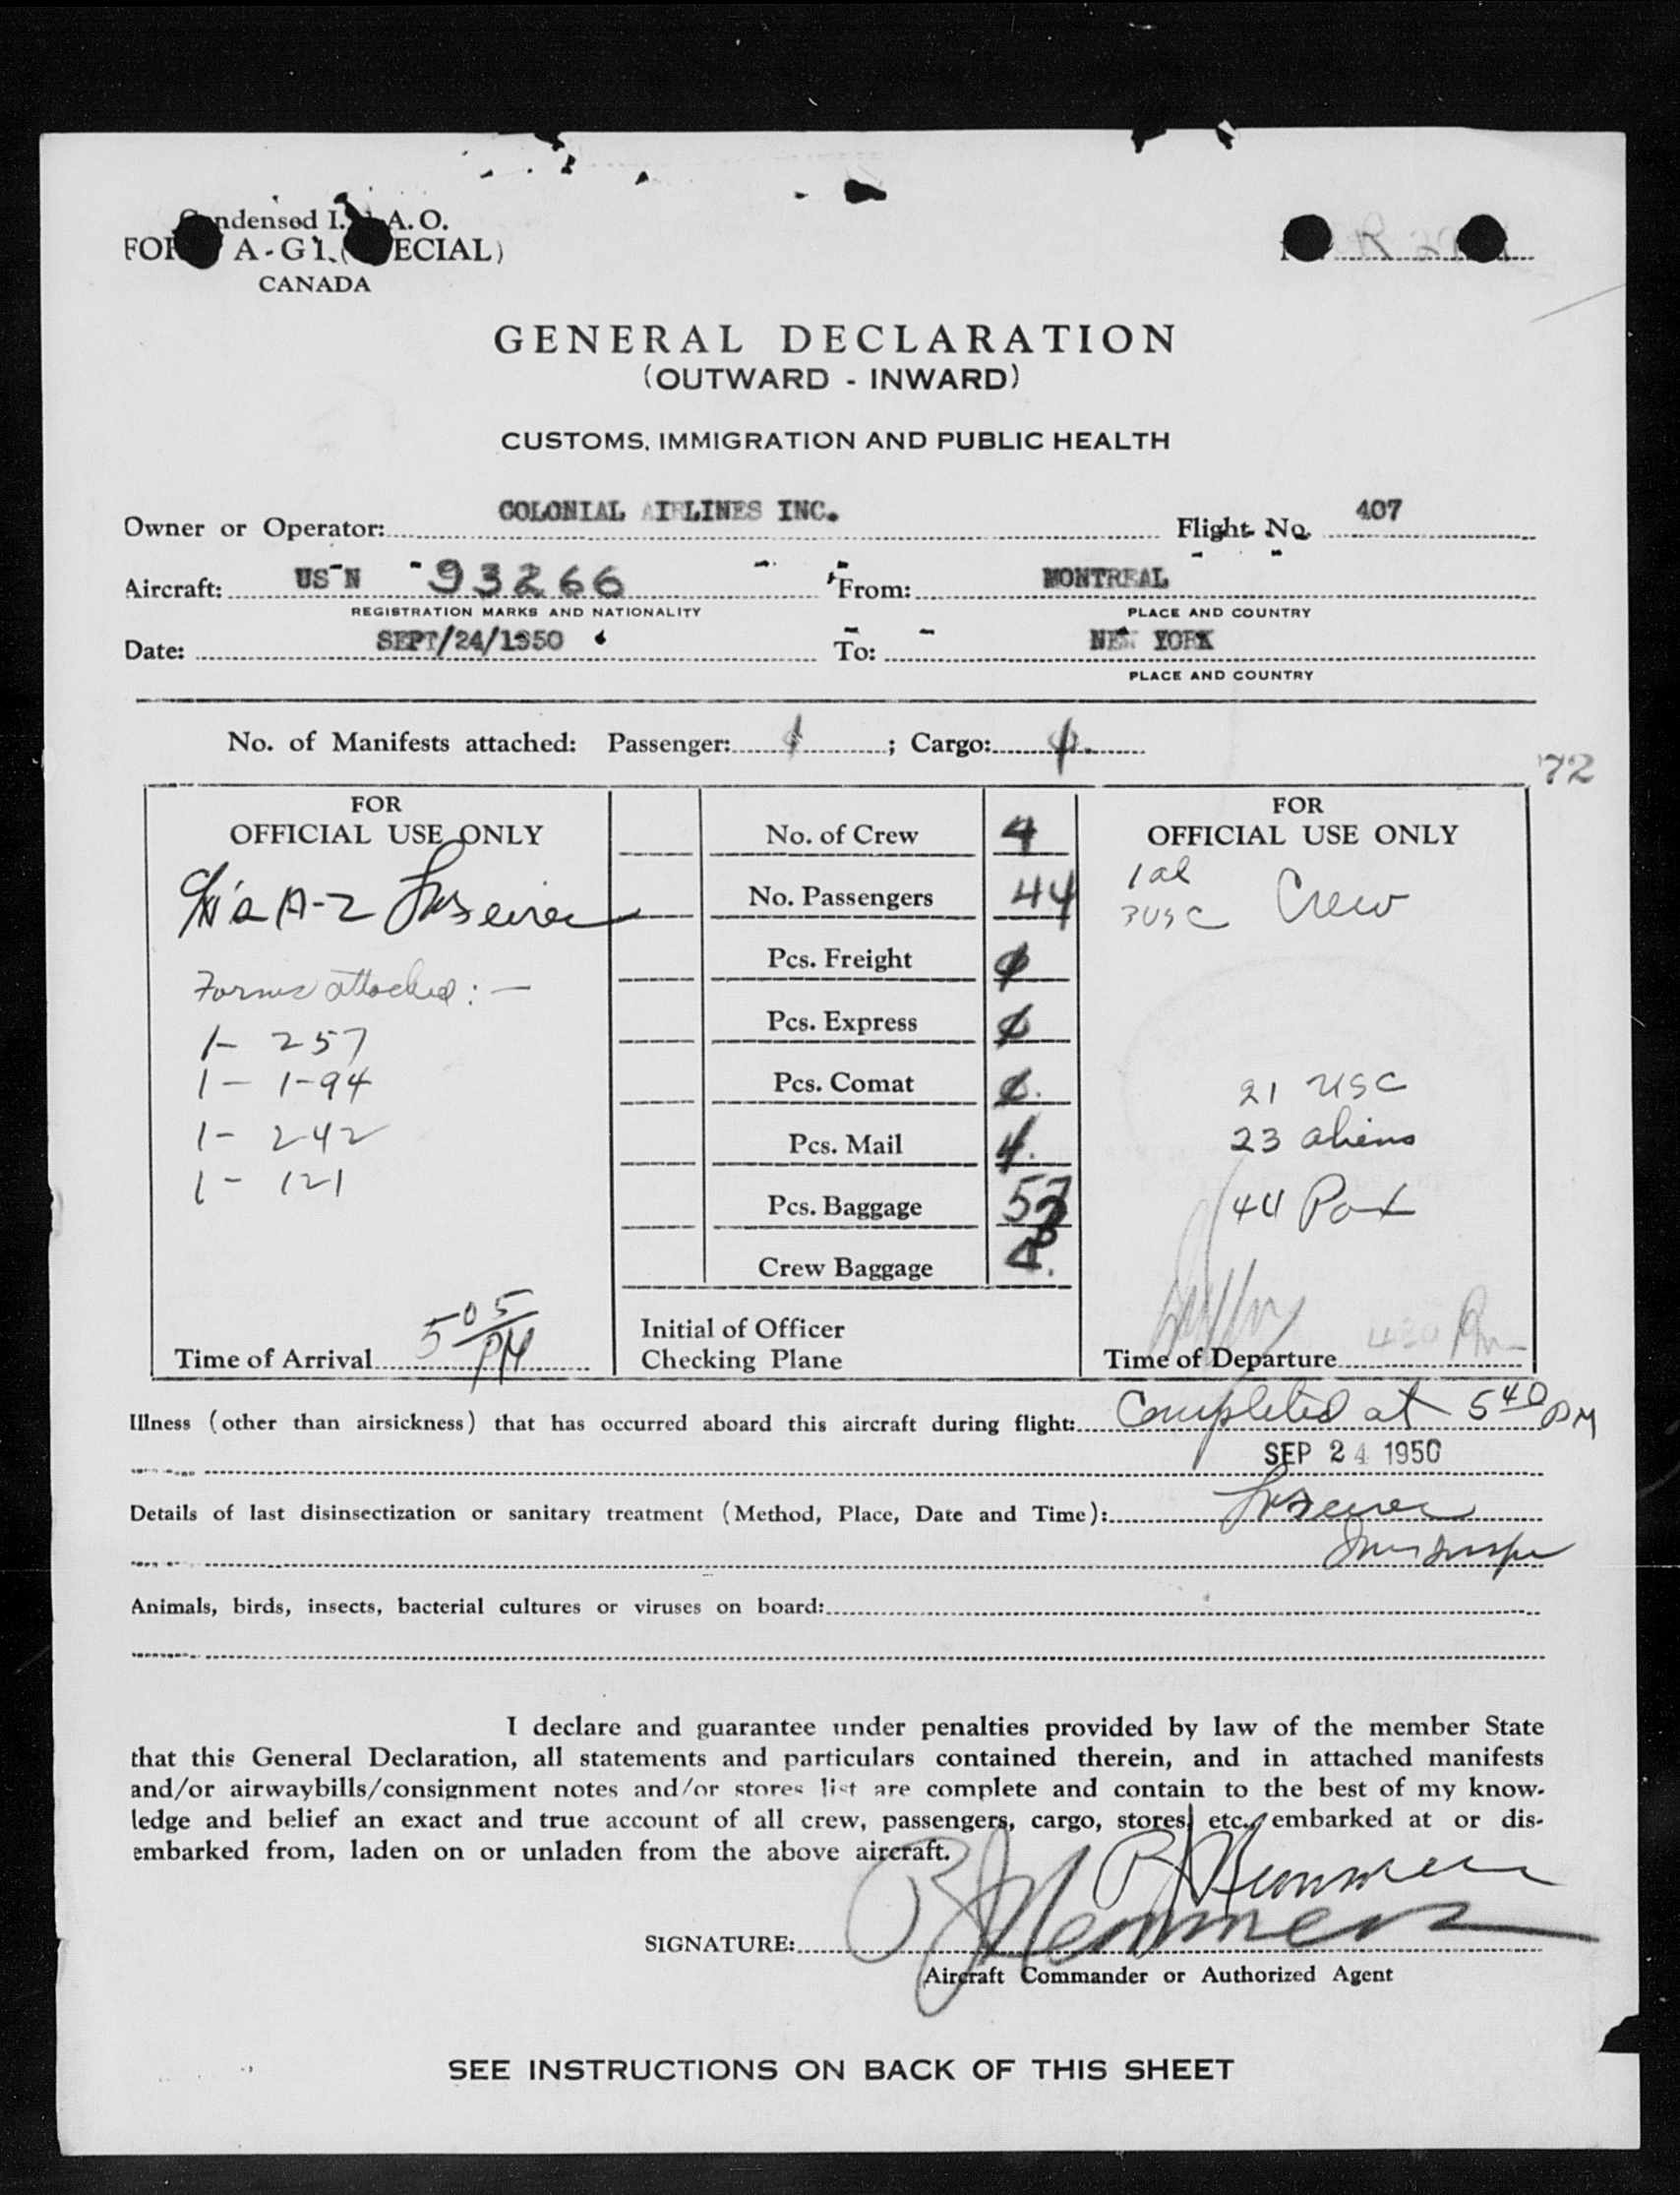 Condensed I. A. O.
FOR A-G1. ( ECIAL)
CANADA
GENERAL DECLARATION
(OUTWARD - INWARD)
CUSTOMS, IMMIGRATION AND PUBLIC HEALTH
Owner or Operator: COLONIAL AIRLINES INC. Flight No. 407
Aircraft: US N 93266 From: MONTREAL
REGISTRATION MARKS AND NATIONALITY PLACE AND COUNTRY
Date: SEPT/24/1950 To: NEW YORK
PLACE AND COUNTRY
No. of Manifests attached: Passenger: 1 ; Cargo:
72
FOR
OFFICIAL USE ONLY
A-2
Forms attached: —
1- 257
1- 1-94
1- 242
1- 121
Time of Arrival 5 05 PM
No. of Crew 4
No. Passengers 44
Pcs. Freight
Pcs. Express
Pcs. Comat
Pcs. Mail 4.
Pcs. Baggage
Crew Baggage 4.
Initial of Officer
Checking Plane
FOR
OFFICIAL USE ONLY
1 al
3 USC Crew
21 USC
23 aliens
44 Pax
Time of Departure 4:30 Pm
Illness (other than airsickness) that has occurred aboard this aircraft during flight: Completed at 5 40 PM
SEP 24 1950
Details of last disinsectization or sanitary treatment (Method, Place, Date and Time):
Animals, birds, insects, bacterial cultures or viruses on board:
I declare and guarantee under penalties provided by law of the member State
that this General Declaration, all statements and particulars contained therein, and in attached manifests
and/or airwaybills/consignment notes and/or stores list are complete and contain to the best of my know-
ledge and belief an exact and true account of all crew, passengers, cargo, stores, etc., embarked at or dis-
embarked from, laden on or unladen from the above aircraft.
SIGNATURE:
Aircraft Commander or Authorized Agent
SEE INSTRUCTIONS ON BACK OF THIS SHEET